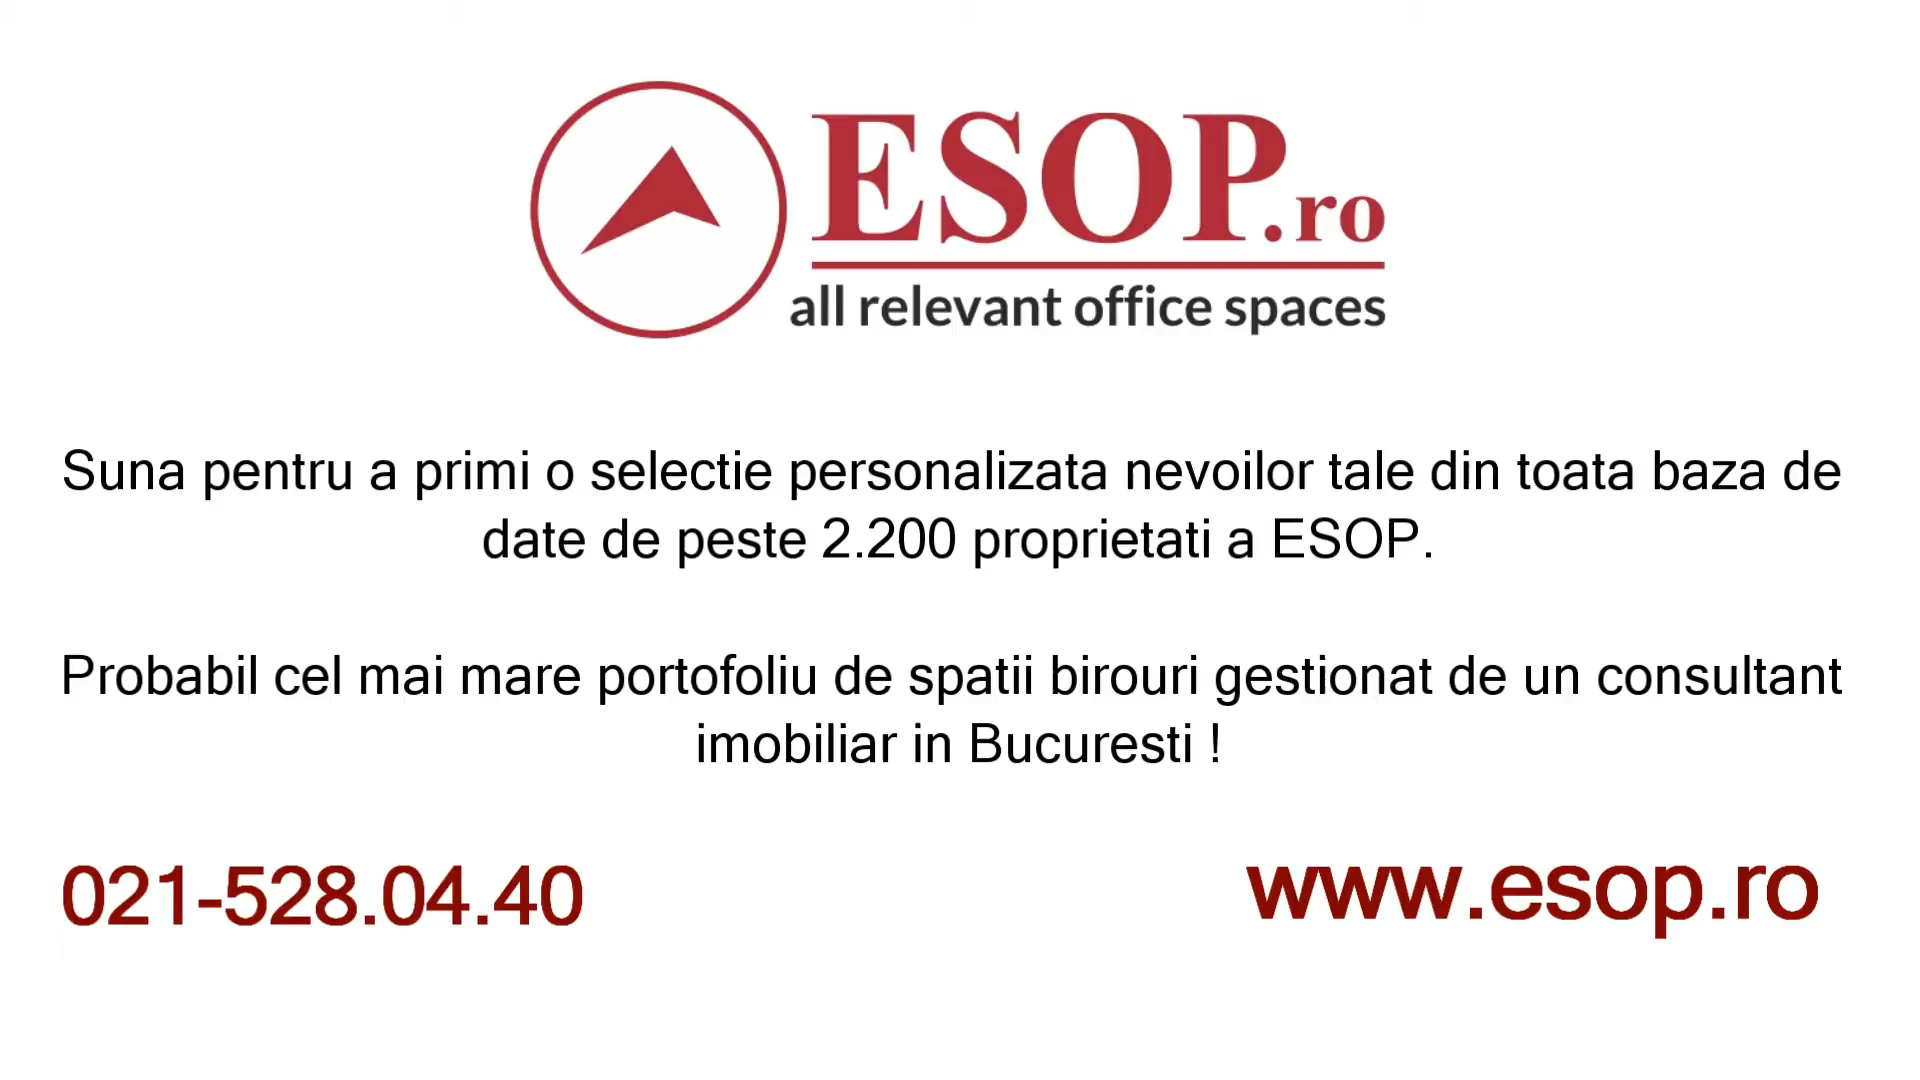 ESOP.ro
all relevant office spaces
Suna pentru a primi o selectie personalizata nevoilor tale din toata baza de
date de peste 2.200 proprietati a ESOP.
Probabil cel mai mare portofoliu de spatii birouri gestionat de un consultant
imobiliar in Bucuresti !
021-528.04.40
www.esop.ro